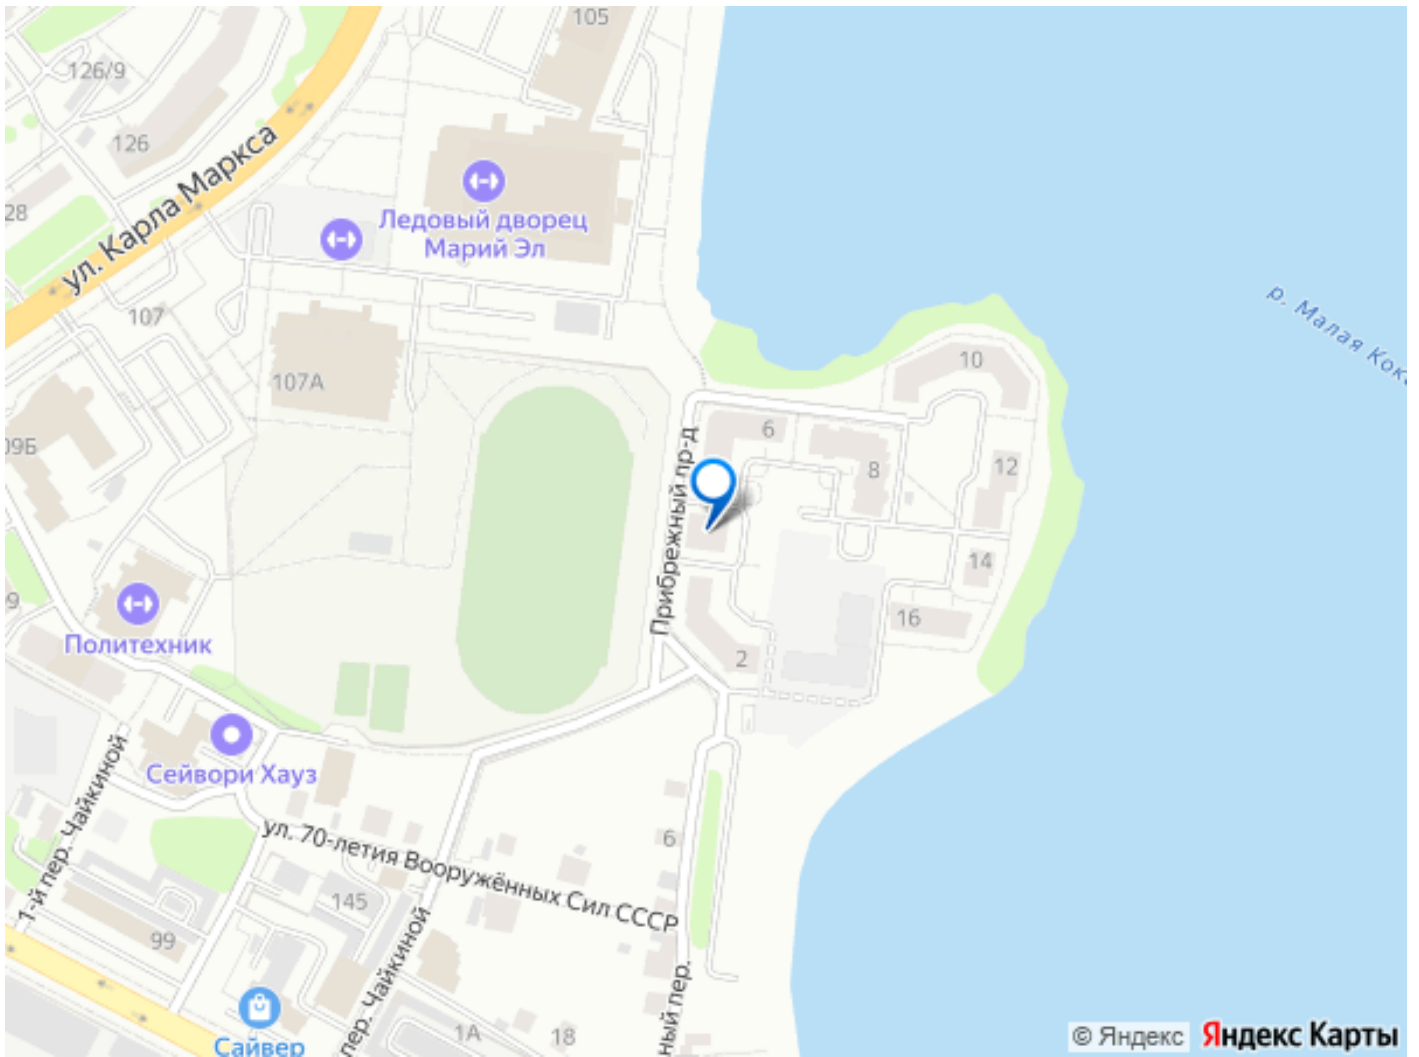 105
126/9
126
ул. Карла Маркса
28
Ледовый дворец
Марий Эл
р. Малая Кок
107
107А
10
09Б
6
8
12
Прибрежный пр-д
14
16
9
Политехник
2
Сейвори Хауз
1-й пер. Чайкиной
ул. 70-летия Вооружённых Сил СССР
6
145
99
пер. Чайкиной
ный пер.
1А
18
Сайвер
© Яндекс Яндекс Карты